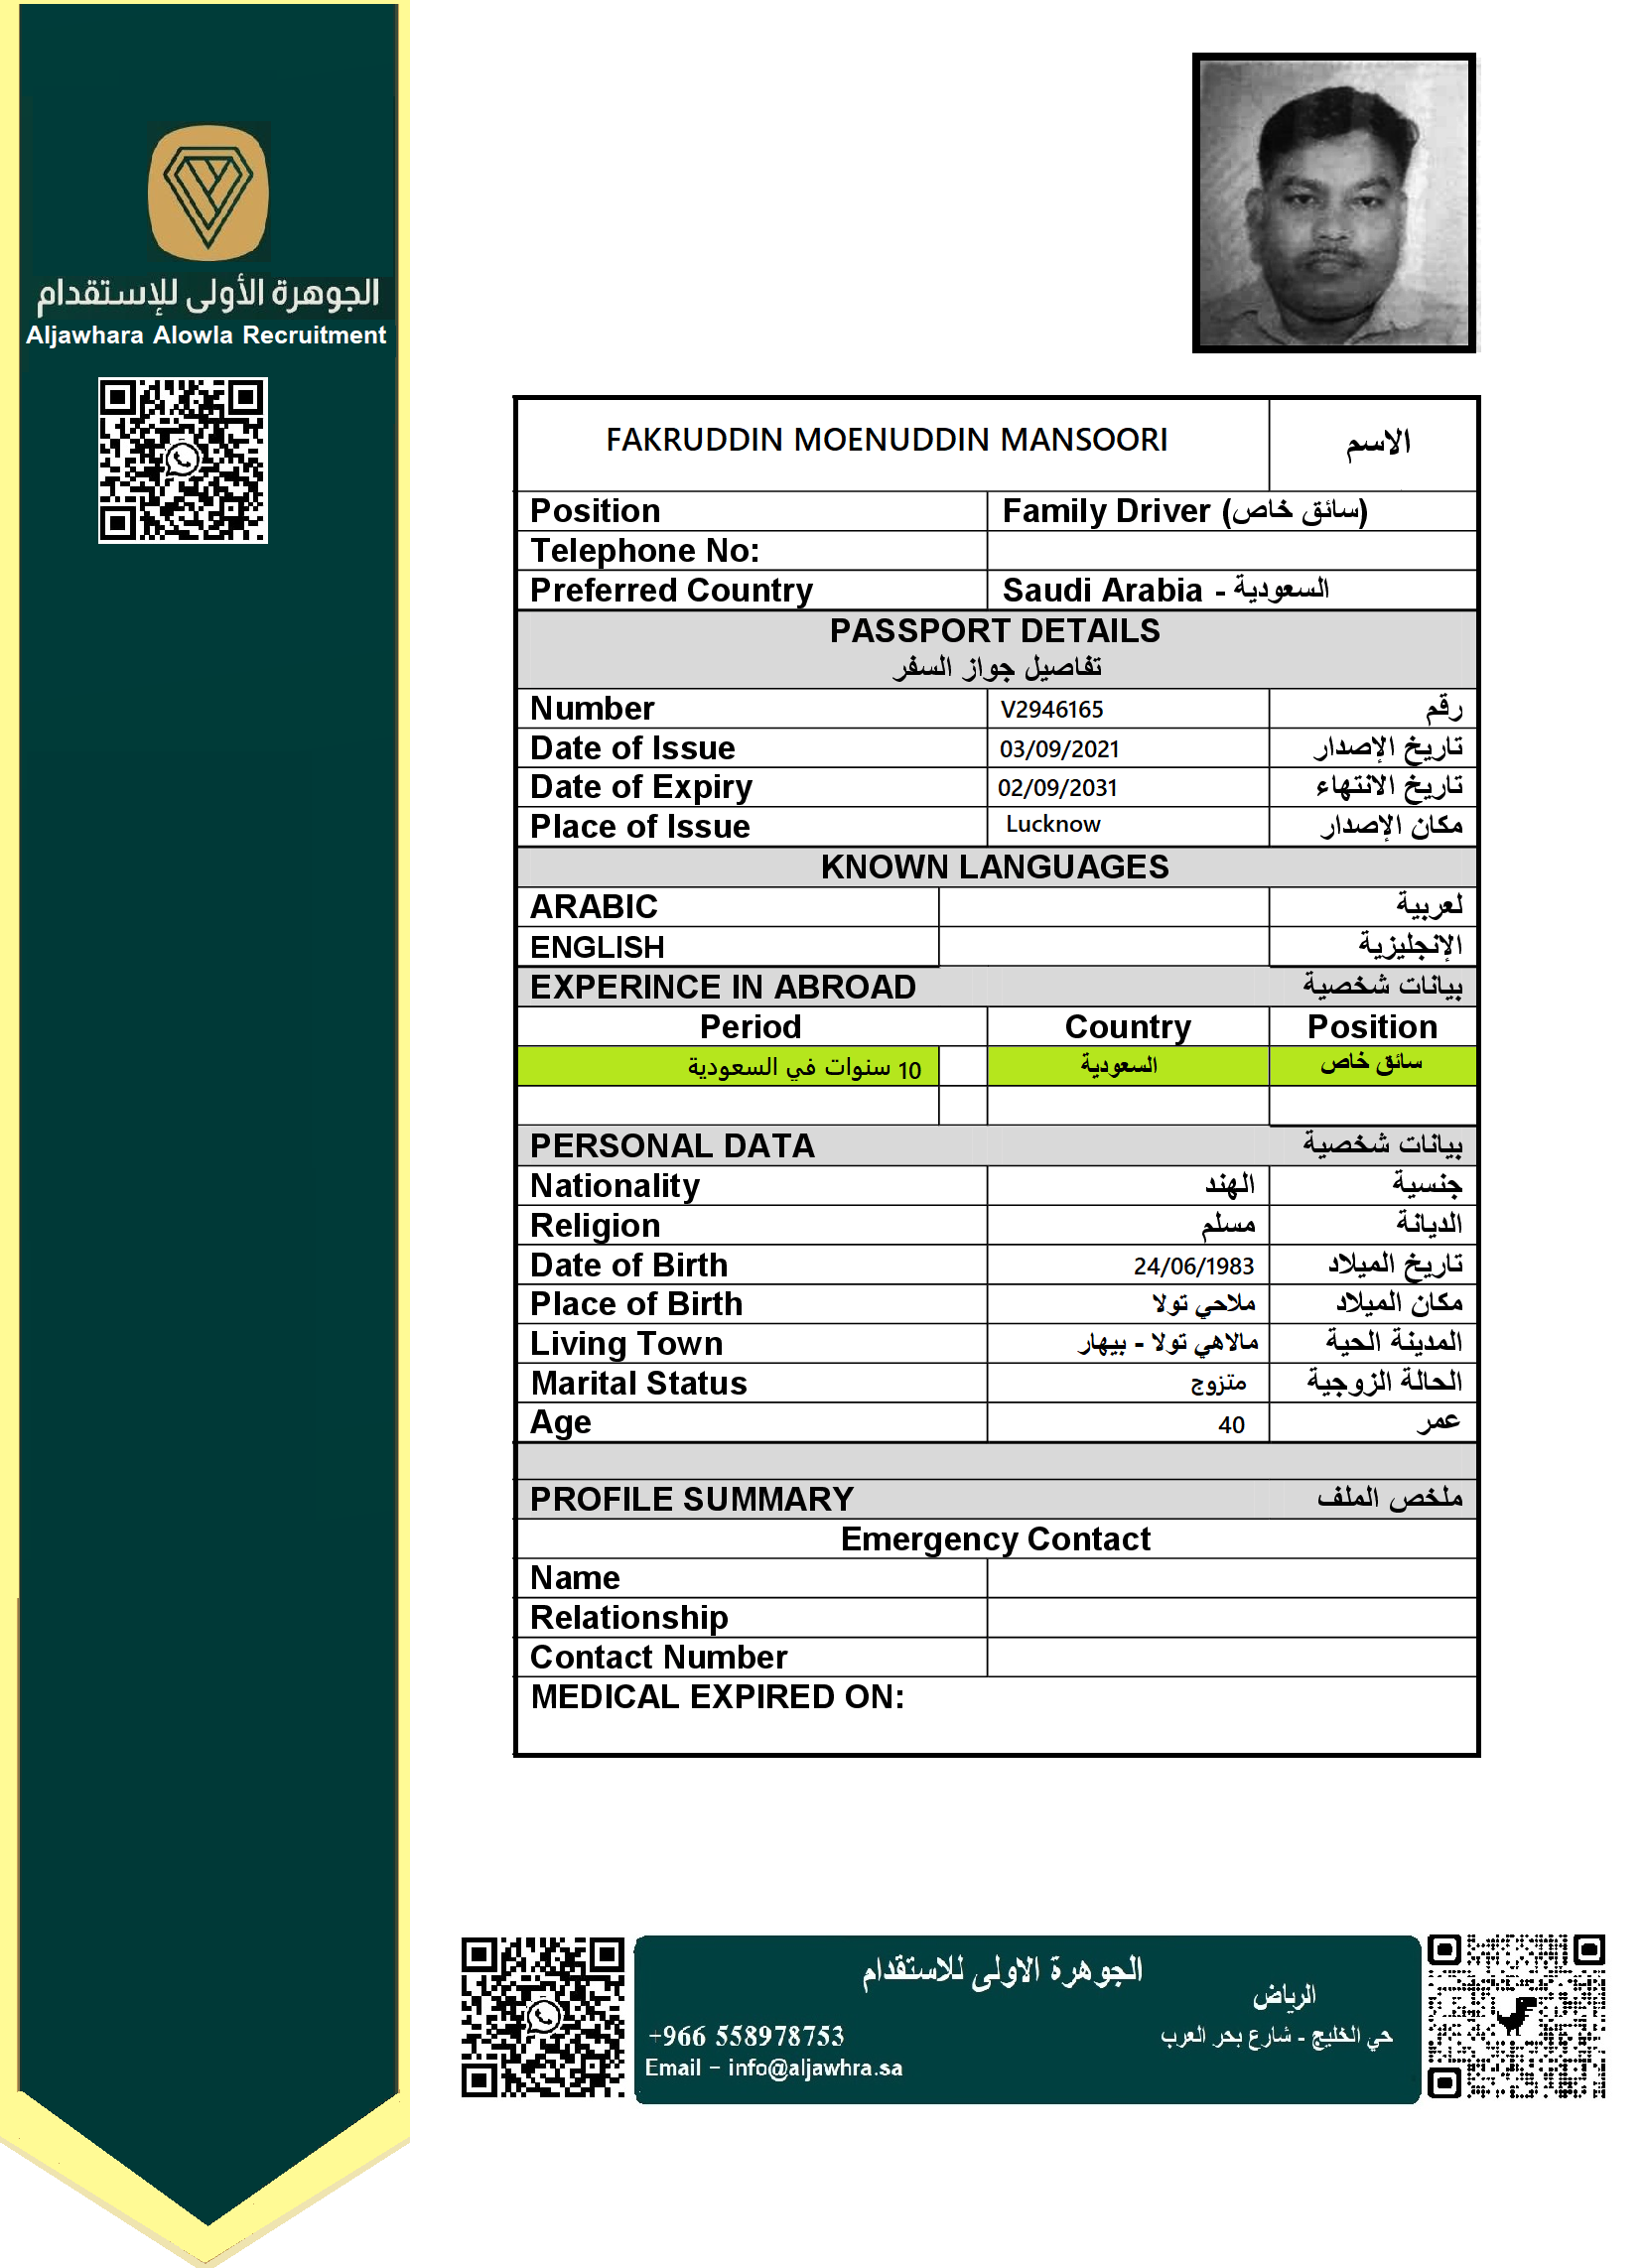 الجوهرة الأولى للإستقدام
Aljawhara Alowla Recruitment
FAKRUDDIN MOENUDDIN MANSOORI الاسم
Position Family Driver (سائق خاص)
Telephone No:
Preferred Country Saudi Arabia - السعودية
PASSPORT DETAILS
تفاصيل جواز السفر
Number V2946165 رقم
Date of Issue 03/09/2021 تاريخ الإصدار
Date of Expiry 02/09/2031 تاريخ الانتهاء
Place of Issue Lucknow مكان الإصدار
KNOWN LANGUAGES
ARABIC لعربية
ENGLISH الإنجليزية
EXPERINCE IN ABROAD بيانات شخصية
Period Country Position
10 سنوات في السعودية السعودية سائق خاص
PERSONAL DATA بيانات شخصية
Nationality الهند جنسية
Religion مسلم الديانة
Date of Birth 24/06/1983 تاريخ الميلاد
Place of Birth ملاحي تولا مكان الميلاد
Living Town مالاهي تولا - بيهار المدينة الحية
Marital Status متزوج الحالة الزوجية
Age 40 عمر
PROFILE SUMMARY ملخص الملف
Emergency Contact
Name
Relationship
Contact Number
MEDICAL EXPIRED ON:
الجوهرة الاولى للاستقدام
الرياض
+966 558978753 حي الخليج - شارع بحر العرب
Email - info@aljawhra.sa